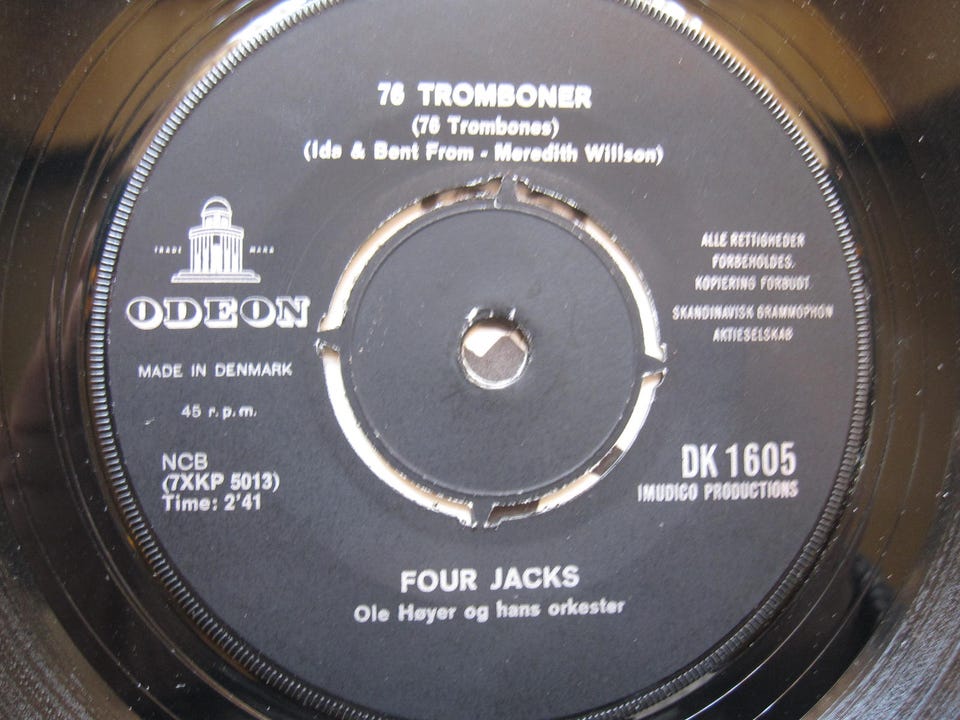 76 TROMBONER
(76 Trombones)
(Ida & Bent From - Meredith Willson)
TRADE MARK
ODEON
MADE IN DENMARK
45 r.p.m.
NCB
(7XKP 5013)
Time: 2'41
ALLE RETTIGHEDER
FORBEHOLDES.
KOPIERING FORBUDT
SKANDINAVISK GRAMMOPHON
AKTIESELSKAB
DK 1605
IMUDICO PRODUCTIONS
FOUR JACKS
Ole Høyer og hans orkester